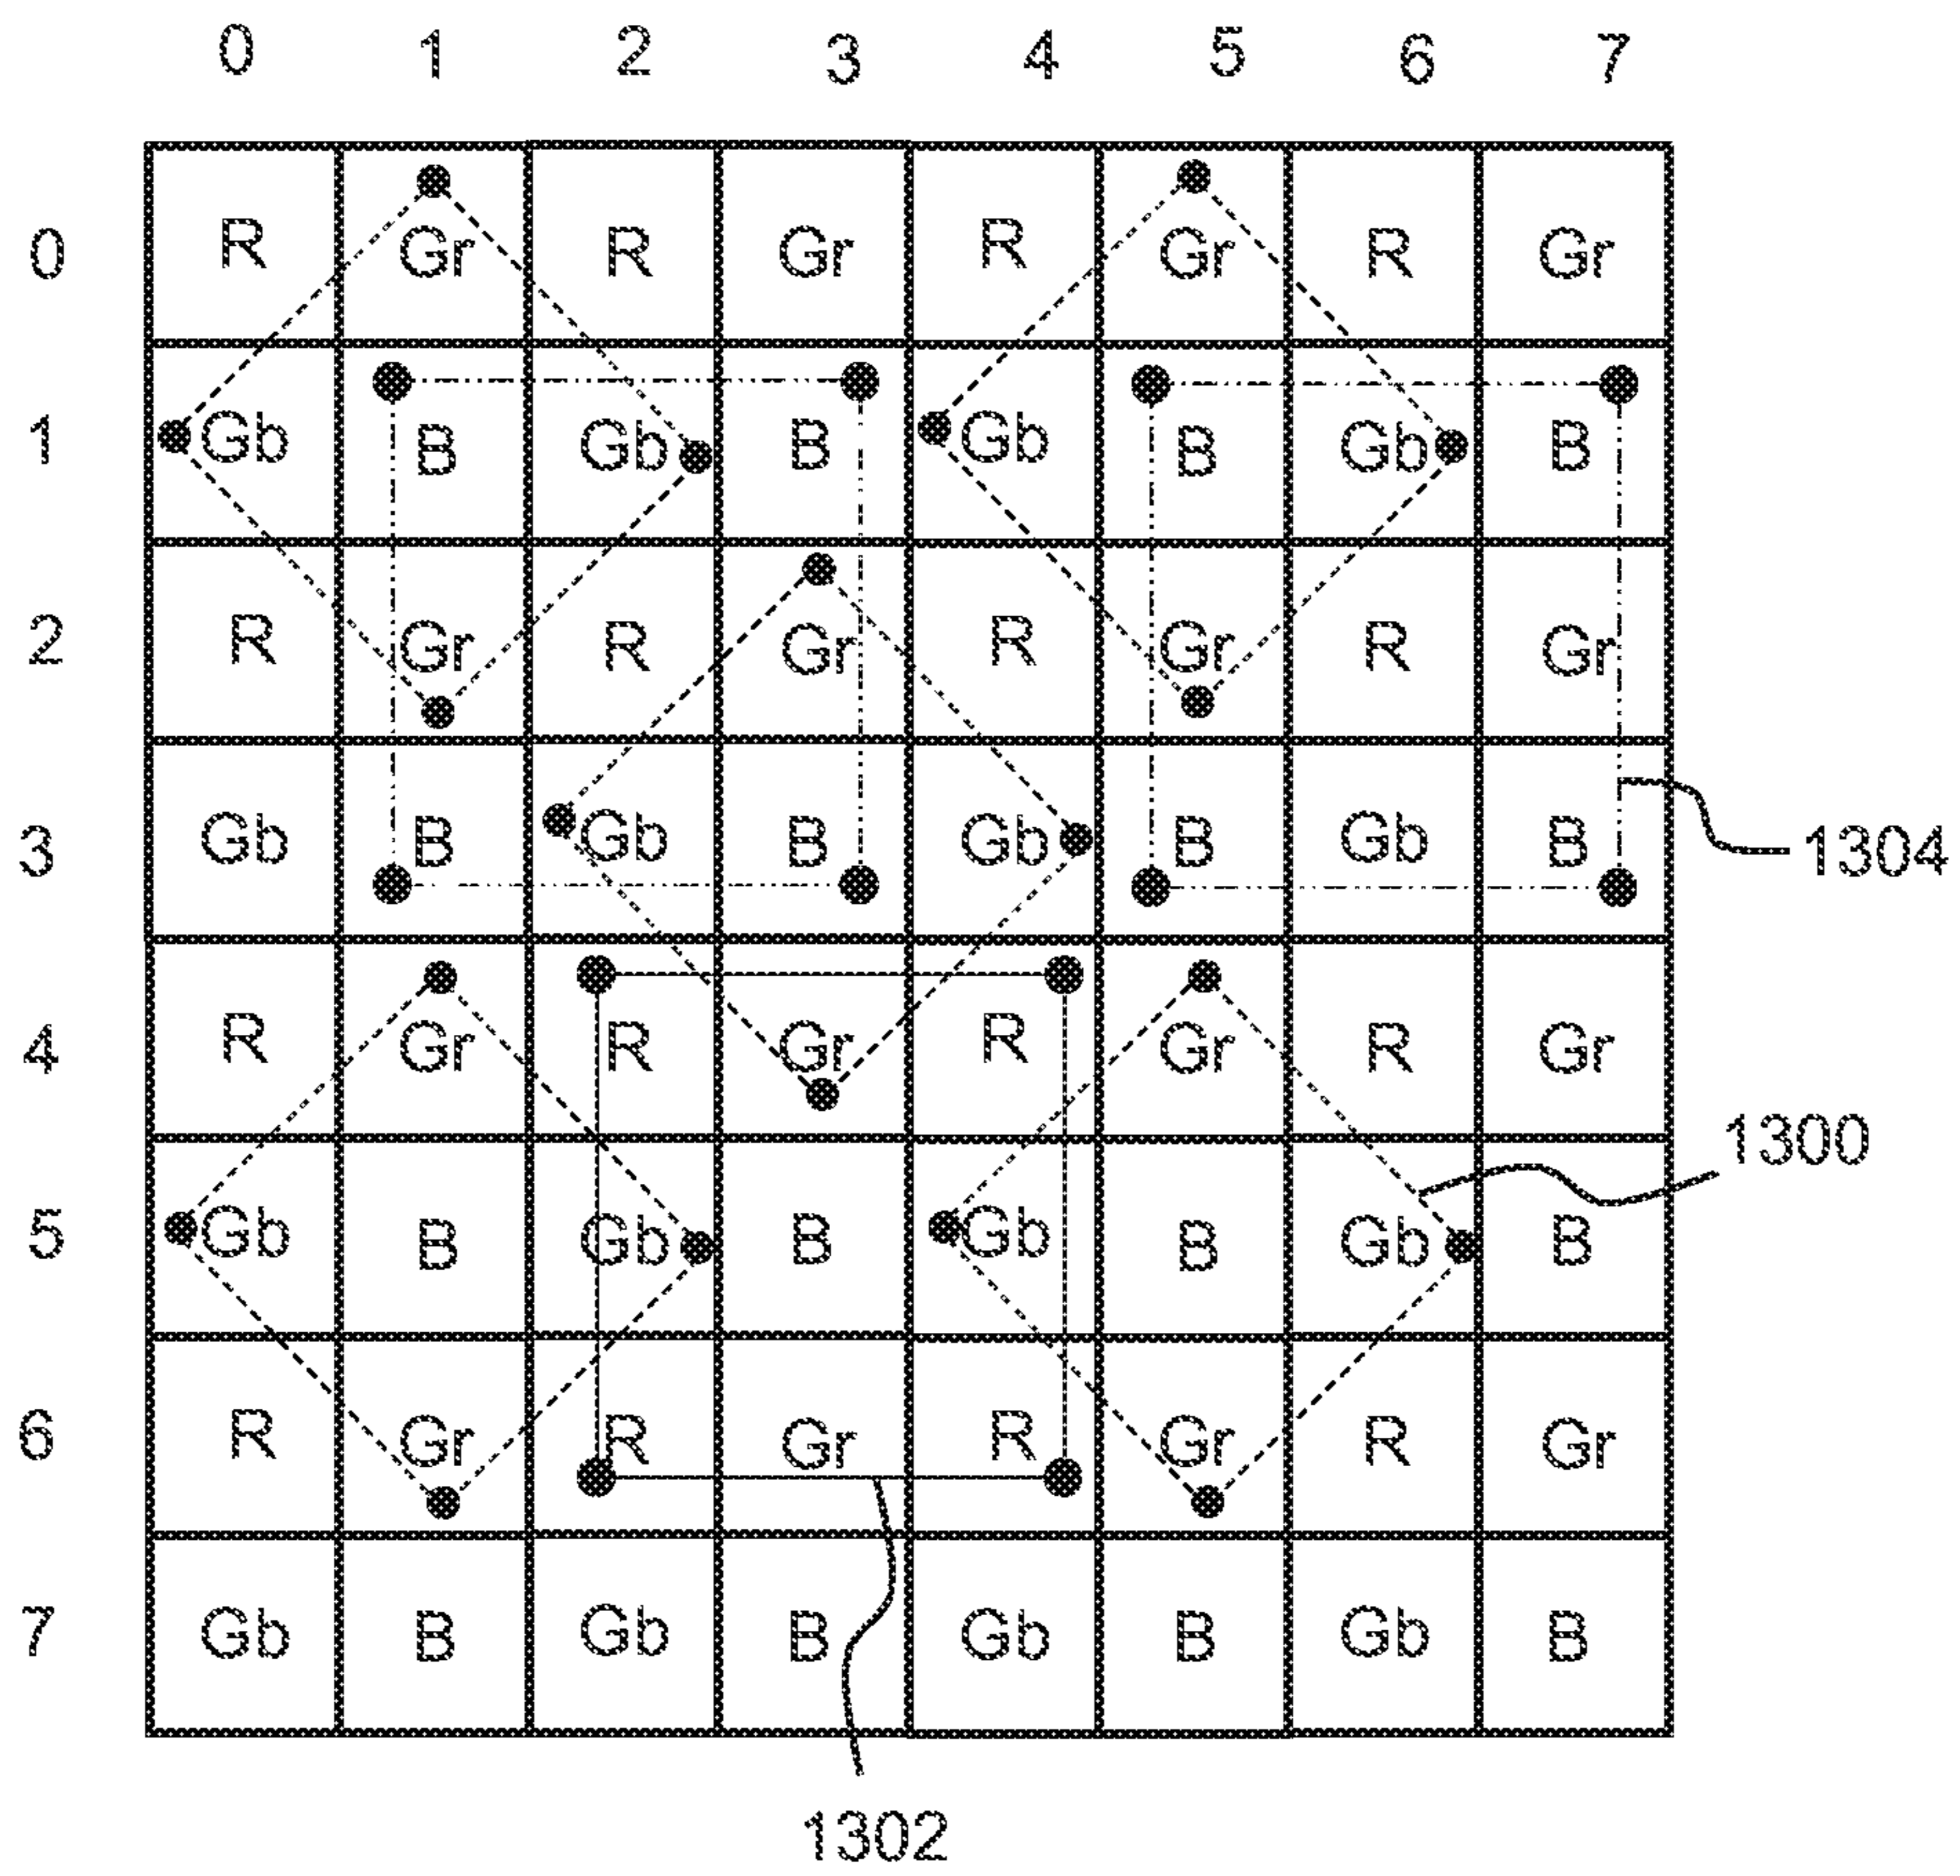 0 1 2 3 4 5 6 7
0 R Gr R Gr R Gr R Gr
1 Gb B Gb B Gb B Gb B
2 R Gr R Gr R Gr R Gr
3 Gb B Gb B Gb B Gb B
1304
4 R Gr R Gr R Gr R Gr
1300
5 Gb B Gb B Gb B Gb B
6 R Gr R Gr R Gr R Gr
7 Gb B Gb B Gb B Gb B
1302